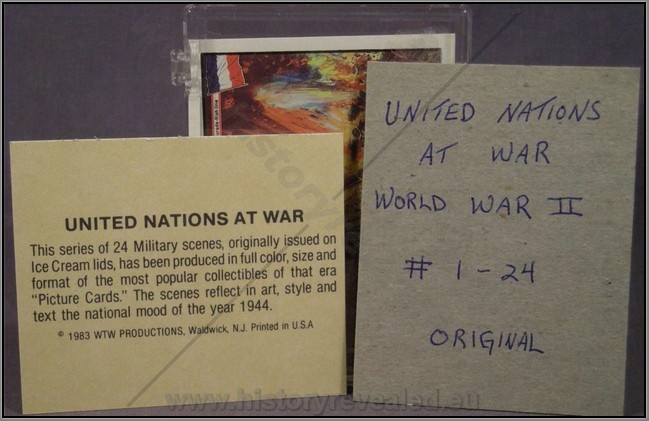 UNITED NATIONS AT WAR
This series of 24 Military scenes, originally issued on
Ice Cream lids, has been produced in full color, size and
format of the most popular collectibles of that era
"Picture Cards." The scenes reflect in art, style and
text the national mood of the year 1944.
© 1983 WTW PRODUCTIONS, Waldwick, N.J. Printed in U.S.A
UNITED NATIONS
AT WAR
WORLD WAR II
# 1-24
ORIGINAL
www.historyrevealed.eu